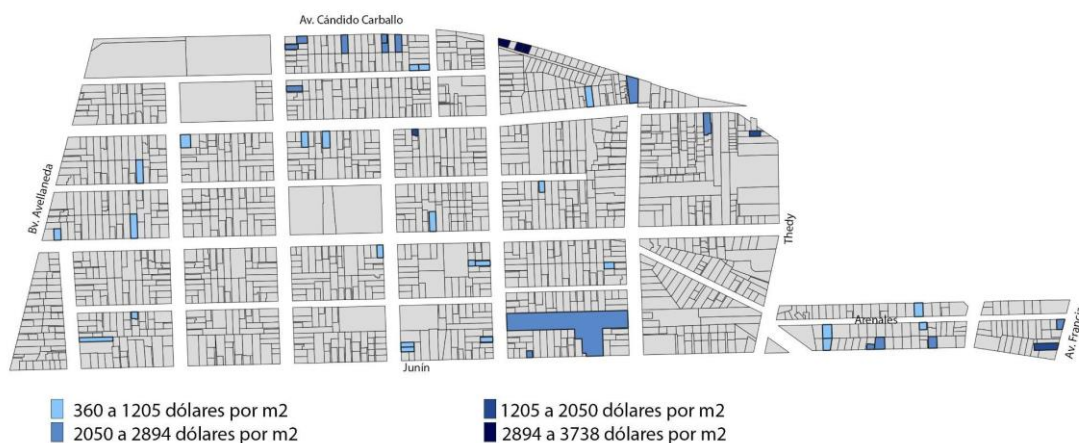 Av. Cándido Carballo
Bv. Avellaneda
Thedy
Arenales
Av. Francia
Junín
360 a 1205 dólares por m2
1205 a 2050 dólares por m2
2050 a 2894 dólares por m2
2894 a 3738 dólares por m2